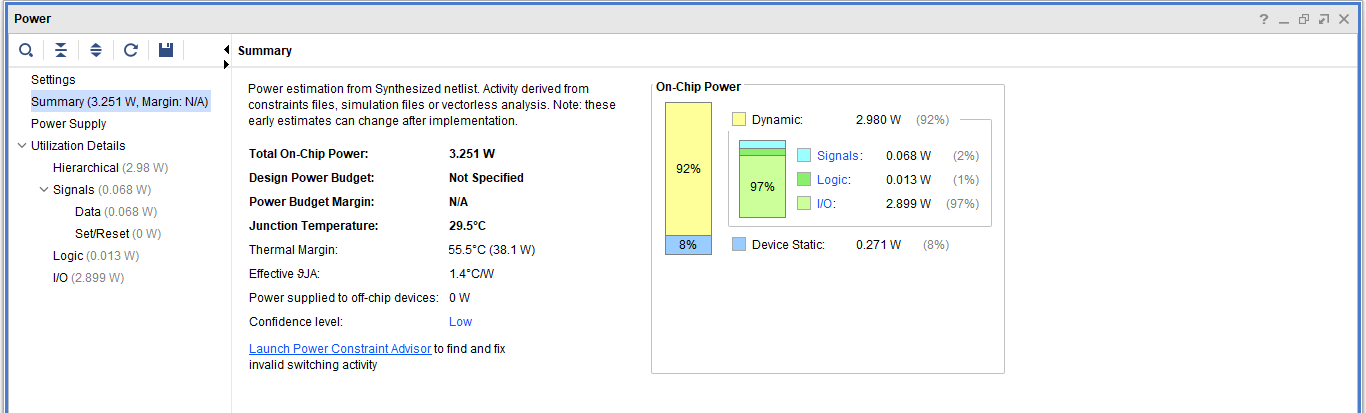 Power
Summary
Settings
Summary (3.251 W, Margin: N/A)
Power Supply
Utilization Details
Hierarchical (2.98 W)
Signals (0.068 W)
Data (0.068 W)
Set/Reset (0 W)
Logic (0.013 W)
I/O (2.899 W)
Power estimation from Synthesized netlist. Activity derived from
constraints files, simulation files or vectorless analysis. Note: these
early estimates can change after implementation.
Total On-Chip Power: 3.251 W
Design Power Budget: Not Specified
Power Budget Margin: N/A
Junction Temperature: 29.5°C
Thermal Margin: 55.5°C (38.1 W)
Effective ϑJA: 1.4°C/W
Power supplied to off-chip devices: 0 W
Confidence level: Low
Launch Power Constraint Advisor to find and fix
invalid switching activity
On-Chip Power
92%
8%
Dynamic: 2.980 W (92%)
97%
Signals: 0.068 W (2%)
Logic: 0.013 W (1%)
I/O: 2.899 W (97%)
Device Static: 0.271 W (8%)